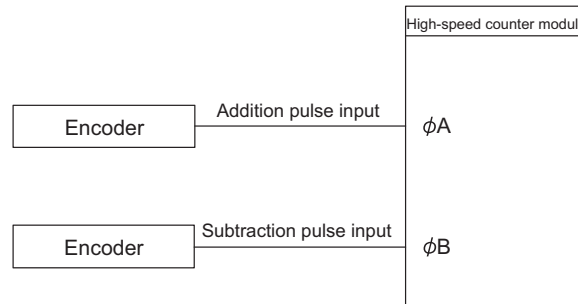 High-speed counter modul
Addition pulse input
Encoder
ϕA
Subtraction pulse input
Encoder
ϕB